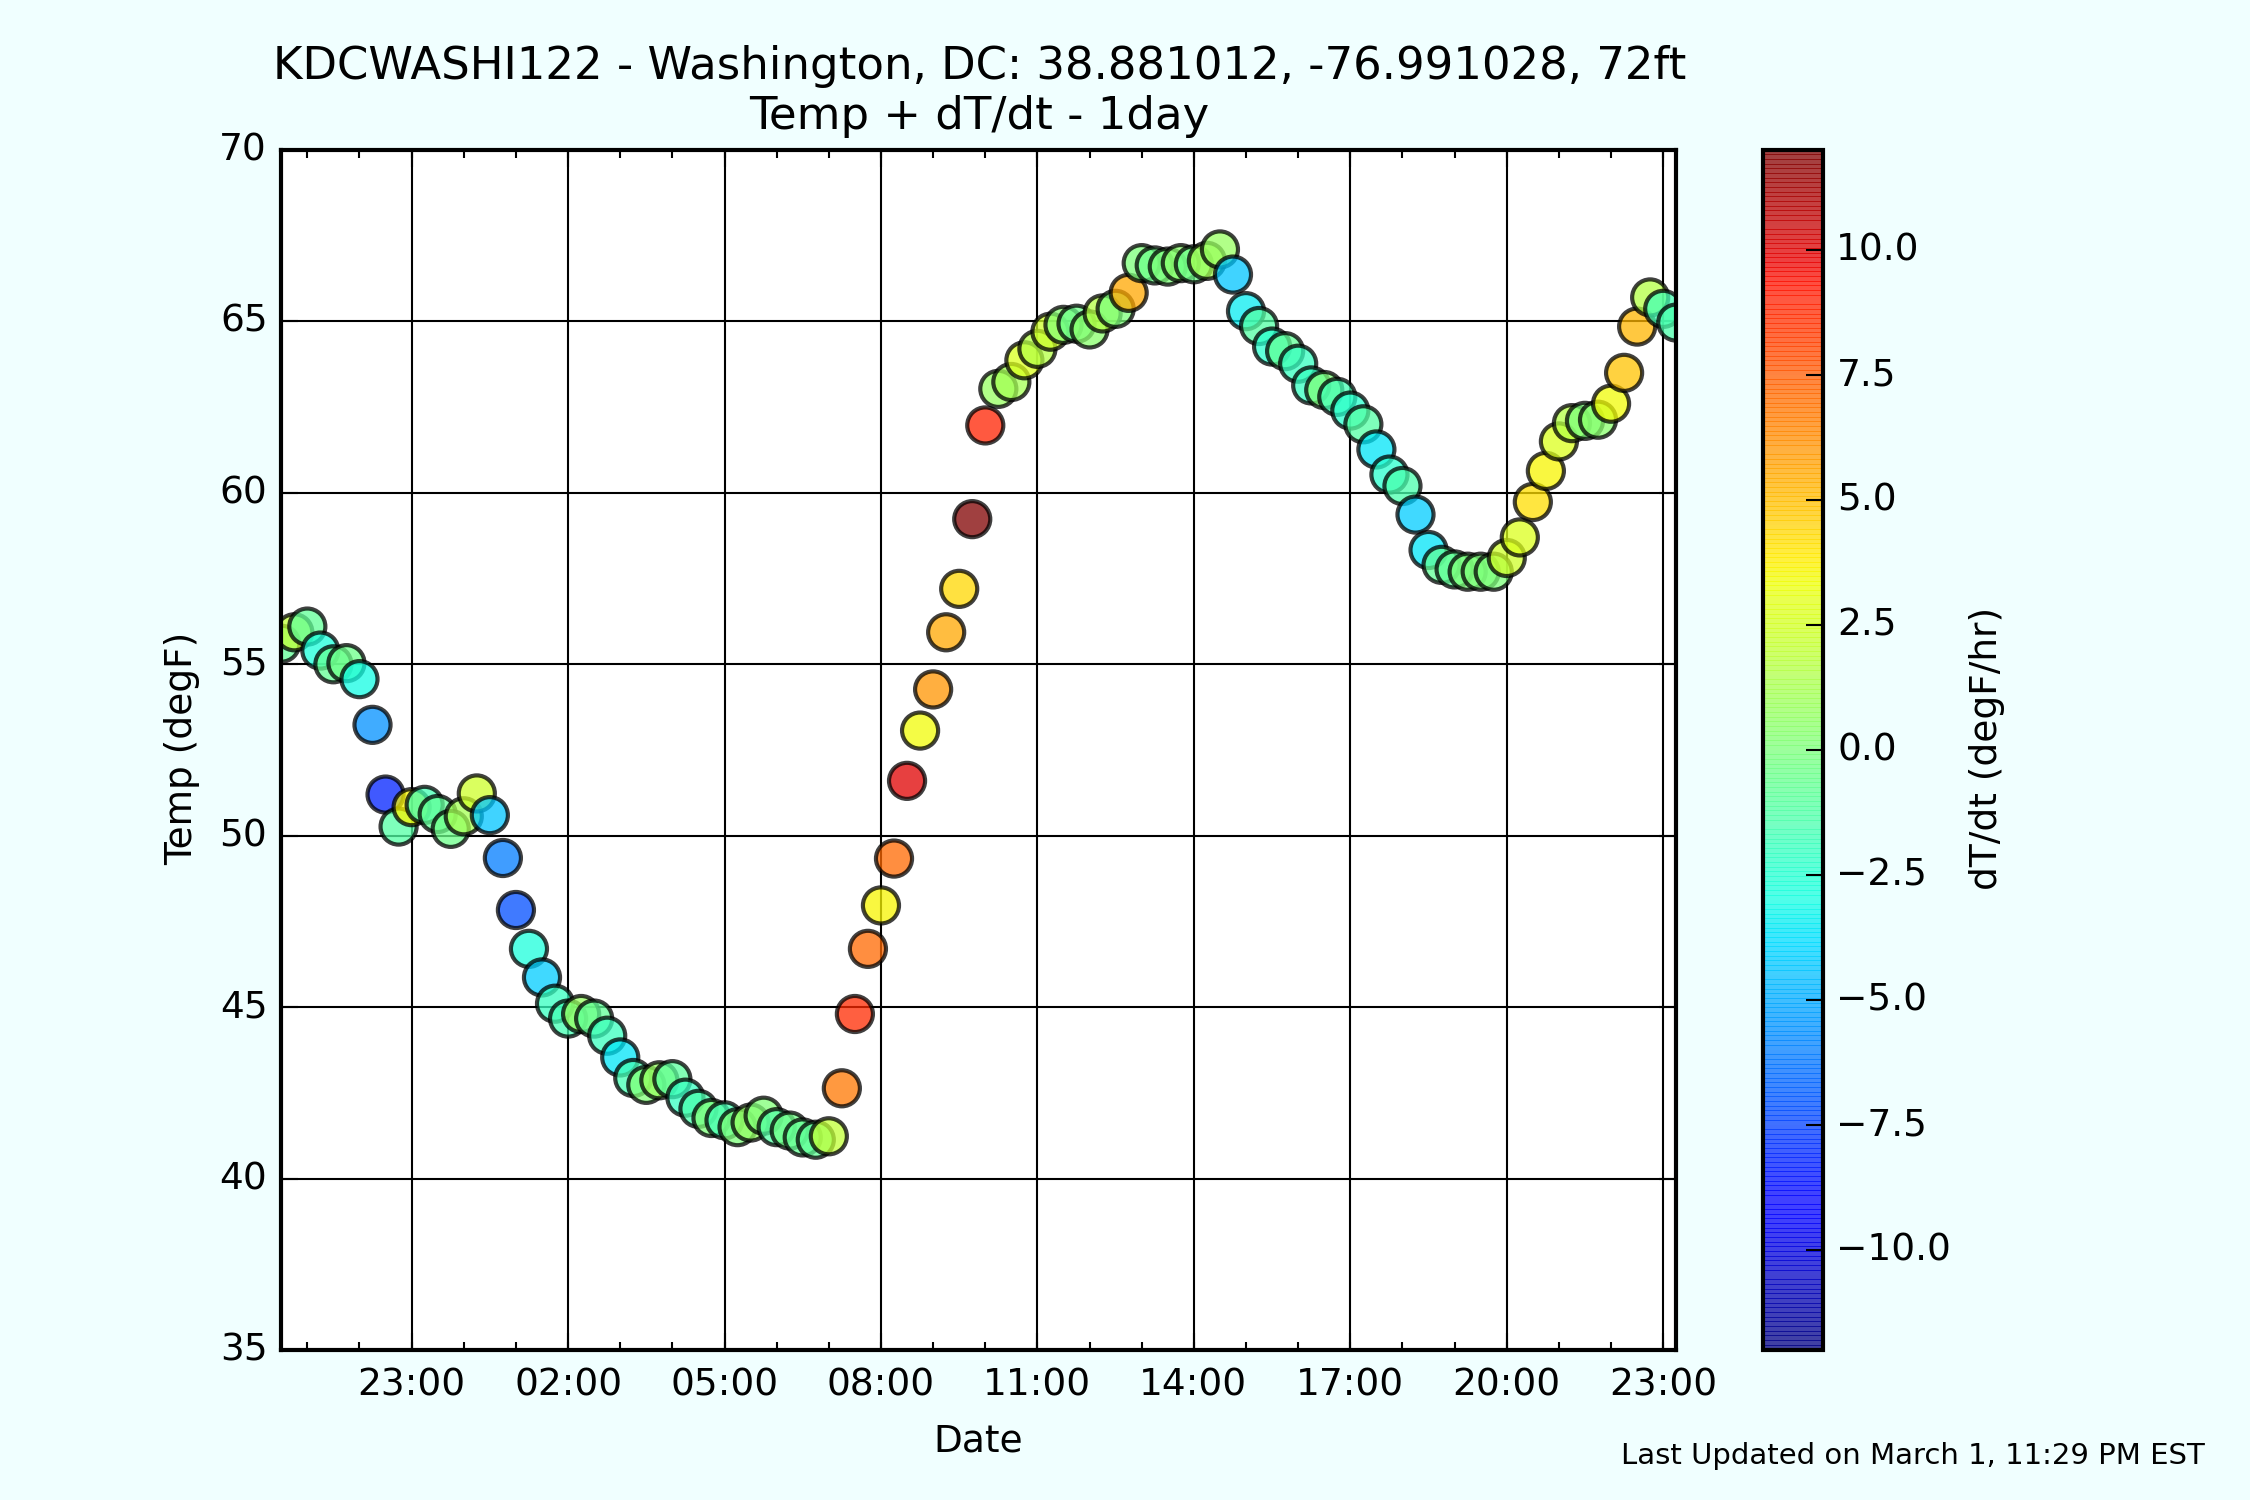 KDCWASHI122 - Washington, DC: 38.881012, -76.991028, 72ft
Temp + dT/dt - 1day
70
65
60
55
50
45
40
35
Temp (degF)
23:00 02:00 05:00 08:00 11:00 14:00 17:00 20:00 23:00
Date
10.0
7.5
5.0
2.5
0.0
−2.5
−5.0
−7.5
−10.0
dT/dt (degF/hr)
Last Updated on March 1, 11:29 PM EST